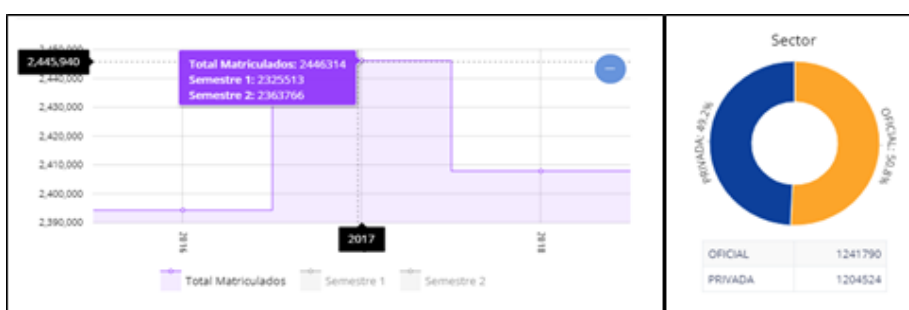 2,450,000
2,445,940
2,440,000
2,430,000
2,420,000
2,410,000
2,400,000
2,390,000
Total Matriculados: 2446314
Semestre 1: 2325513
Semestre 2: 2363766
2016
2017
2018
Total Matriculados
Semestre 1
Semestre 2
Sector
PRIVADA: 49.2%
OFICIAL: 50.8%
OFICIAL 1241790
PRIVADA 1204524